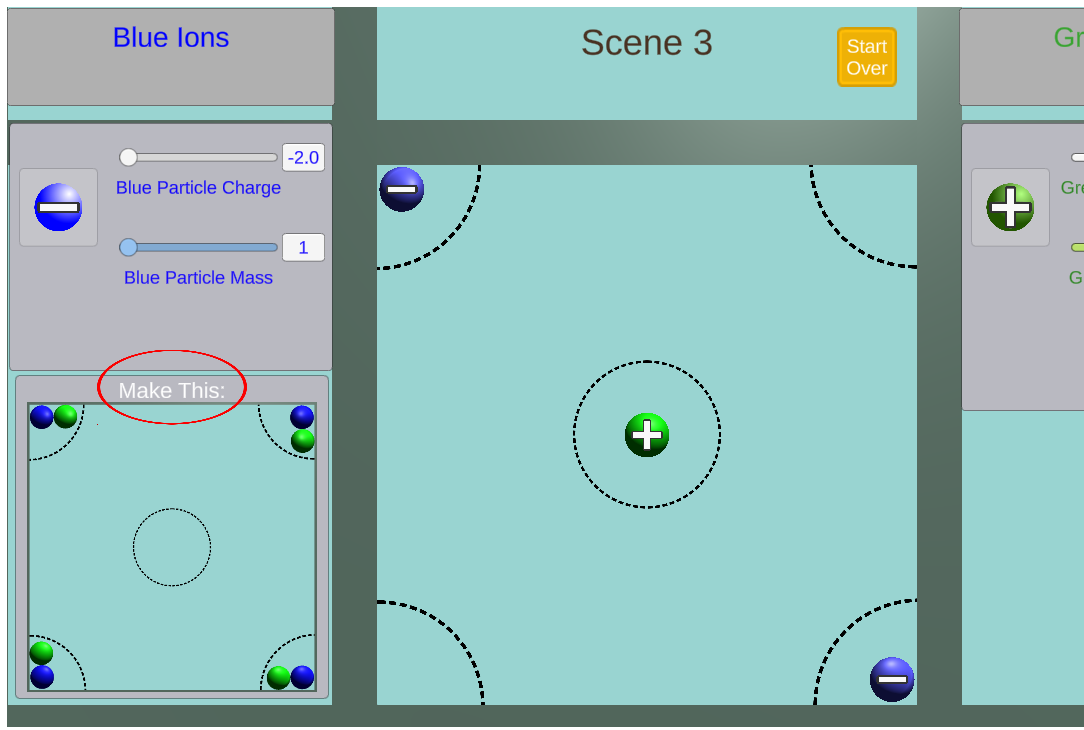 Blue Ions
Scene 3
Start
Over
Gr
-2.0
Blue Particle Charge
Gre
1
Blue Particle Mass
G
Make This: